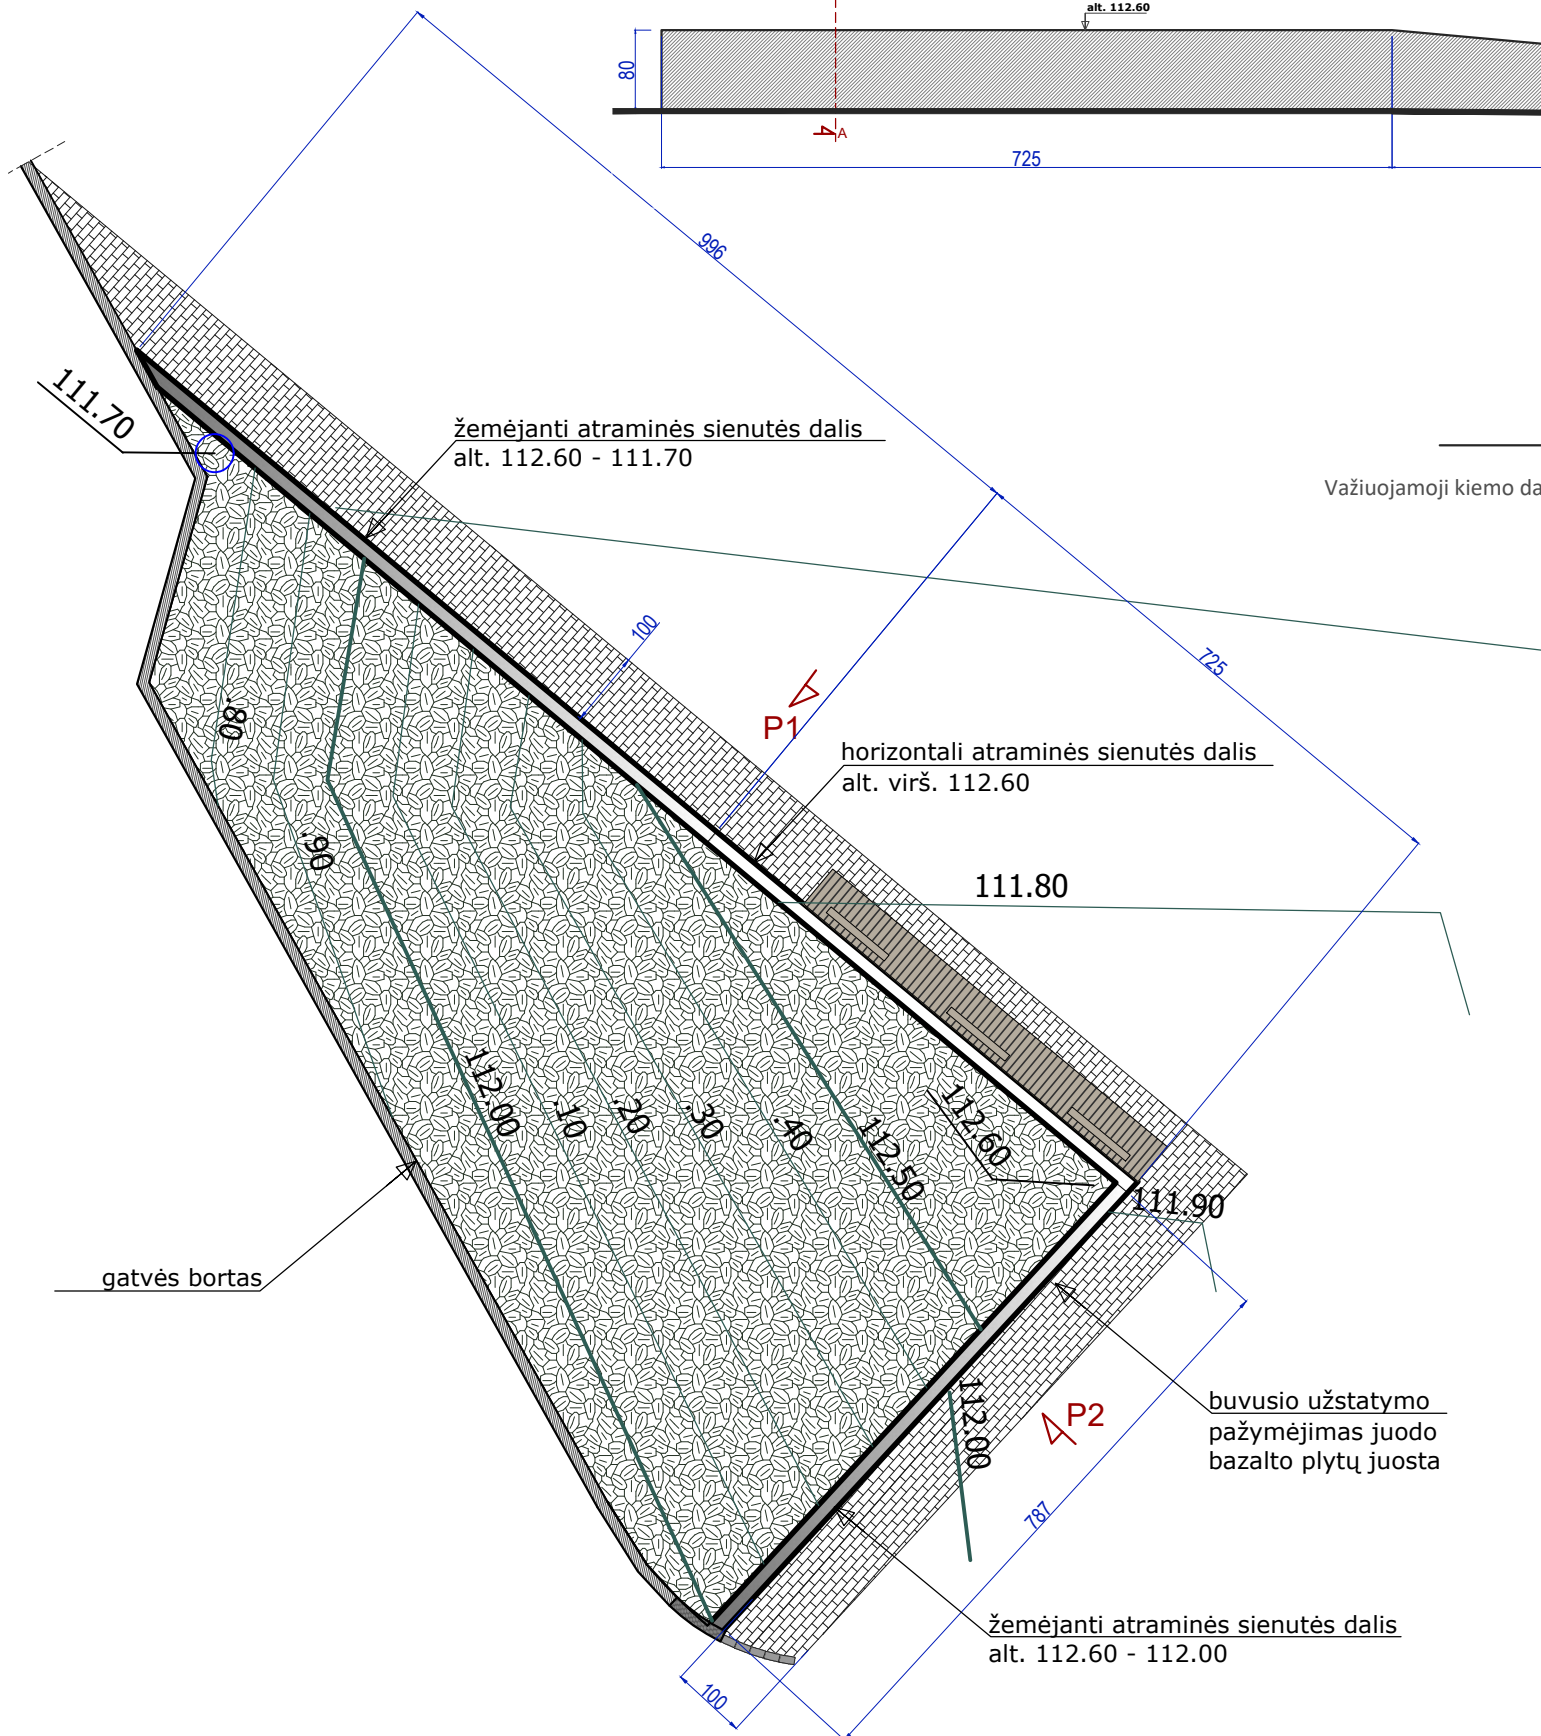 alt. 112.60
80
A
725
996
111.70
žemėjanti atraminės sienutės dalis
alt. 112.60 - 111.70
Važiuojamoji kiemo da
100
725
P1
.80
horizontali atraminės sienutės dalis
alt. virš. 112.60
.90
111.80
112.00
.10
.20
.30
.40
112.50
112.60
111.90
gatvės bortas
112.00
P2
buvusio užstatymo
pažymėjimas juodo
bazalto plytų juosta
787
žemėjanti atraminės sienutės dalis
alt. 112.60 - 112.00
100